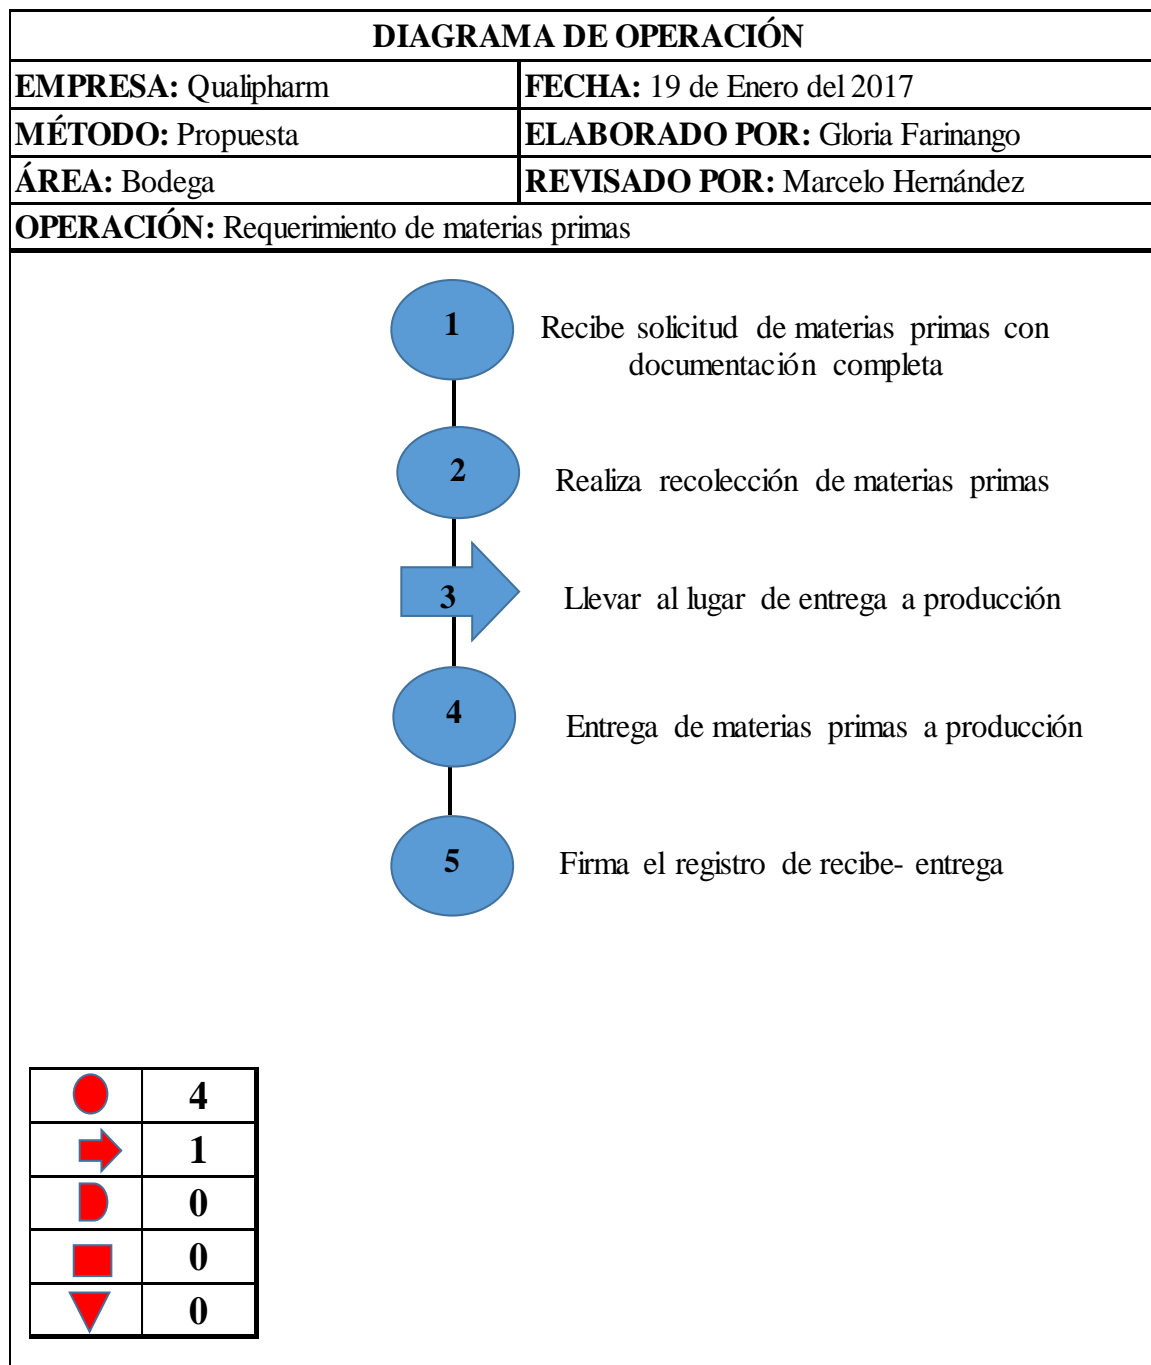 DIAGRAMA DE OPERACIÓN
EMPRESA: Qualipharm
FECHA: 19 de Enero del 2017
MÉTODO: Propuesta
ELABORADO POR: Gloria Farinango
ÁREA: Bodega
REVISADO POR: Marcelo Hernández
OPERACIÓN: Requerimiento de materias primas
1
Recibe solicitud de materias primas con
documentación completa
2
Realiza recolección de materias primas
3
Llevar al lugar de entrega a producción
4
Entrega de materias primas a producción
5
Firma el registro de recibe- entrega
4
1
0
0
0